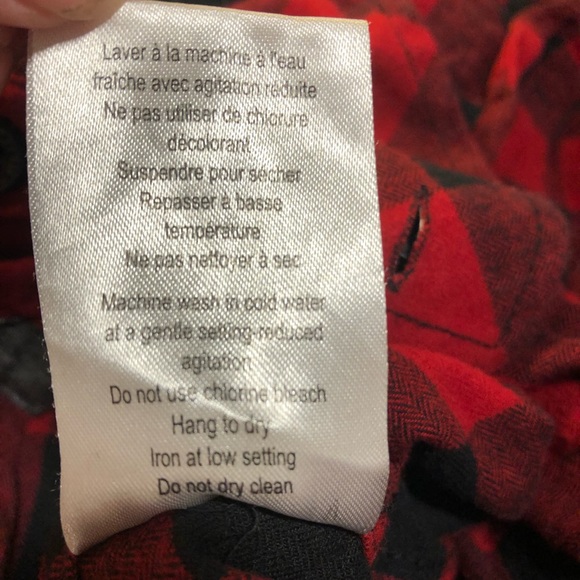 Laver à la machine à l'eau
fraîche avec agitation réduite
Ne pas utiliser de chlorure
décolorant
Suspendre pour sécher
Repasser à basse
température
Ne pas nettoyer à sec
Machine wash in cold water
at a gentle setting-reduced
agitation
Do not use chlorine bleach
Hang to dry
Iron at low setting
Do not dry clean